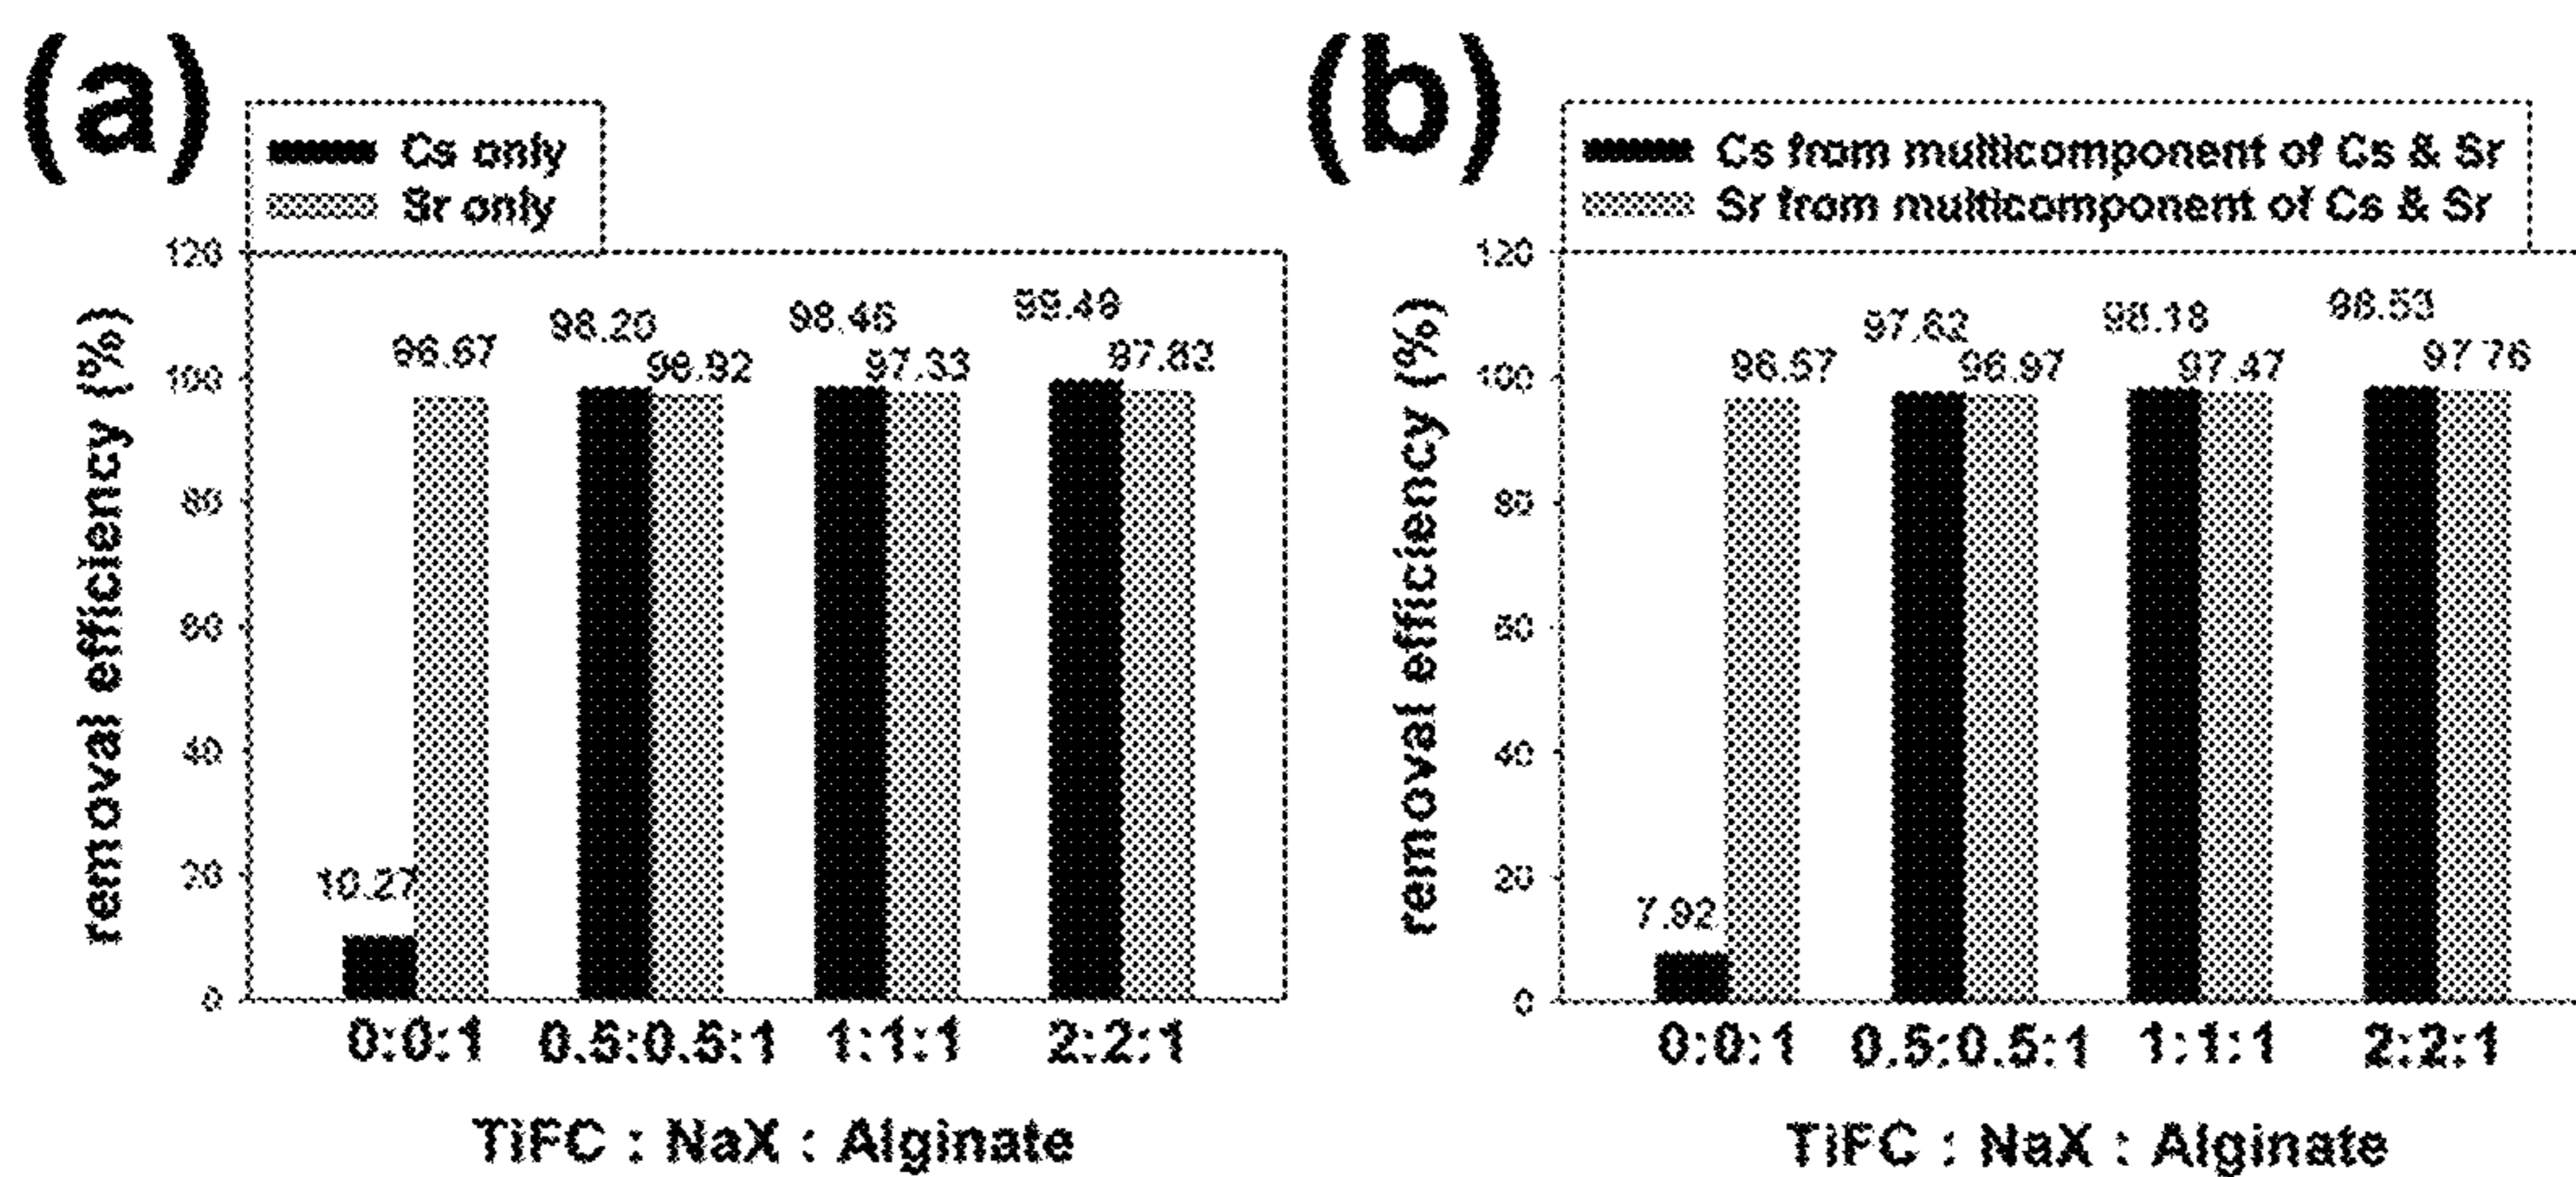 (a)
Cs only
Sr only
removal efficiency (%)
120
100
80
60
40
20
0
10.27
96.67
98.20
96.92
98.46
97.33
99.48
0:0:1 0.5:0.5:1 1:1:1 2:2:1
TiFC : NaX : Alginate
(b)
Cs from multicomponent of Cs & Sr
Sr from multicomponent of Cs & Sr
removal efficiency (%)
120
100
80
60
40
20
0
7.92
96.57
96.97
98.18
97.47
98.53
97.76
0:0:1 0.5:0.5:1 1:1:1 2:2:1
TiFC : NaX : Alginate